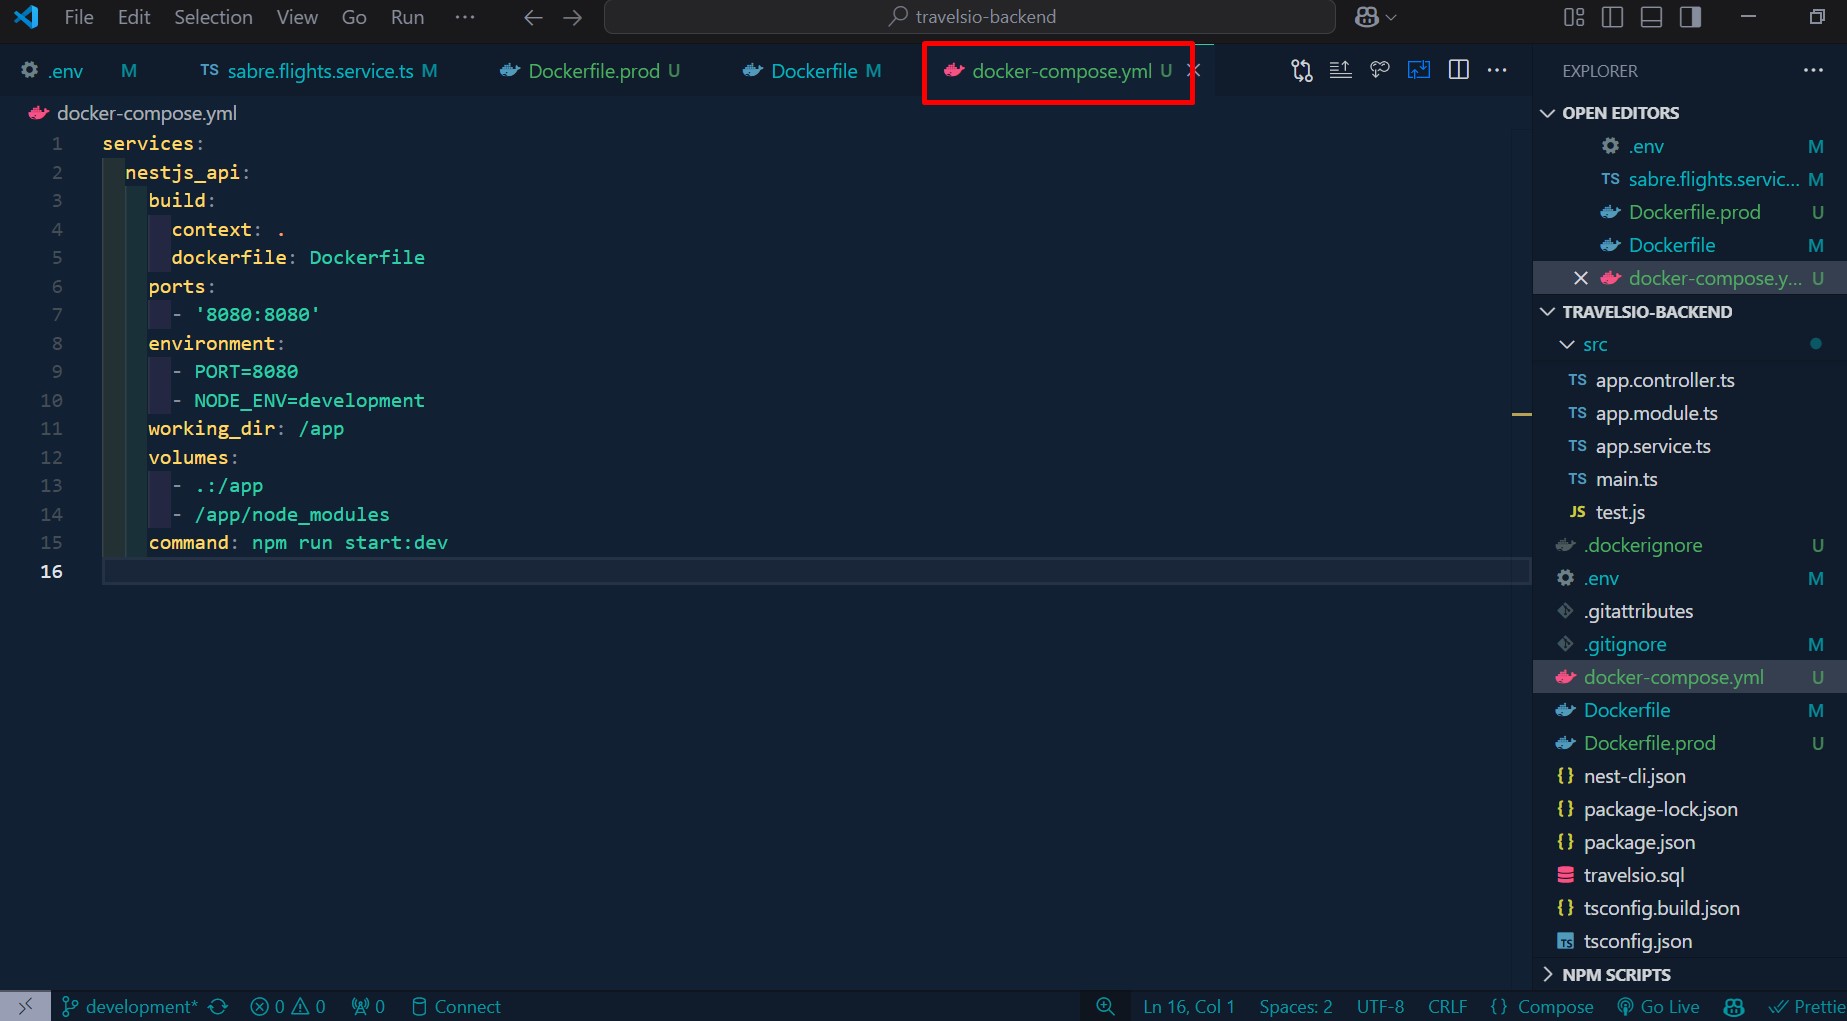 File Edit Selection View Go Run ··· travelsio-backend
.env M TS sabre.flights.service.ts M Dockerfile.prod U Dockerfile M docker-compose.yml U
docker-compose.yml
1 services:
2 nestjs_api:
3 build:
4 context: .
5 dockerfile: Dockerfile
6 ports:
7 - '8080:8080'
8 environment:
9 - PORT=8080
10 - NODE_ENV=development
11 working_dir: /app
12 volumes:
13 - .:/app
14 - /app/node_modules
15 command: npm run start:dev
16
EXPLORER
OPEN EDITORS
.env M
TS sabre.flights.servic... M
Dockerfile.prod U
Dockerfile M
docker-compose.y... U
TRAVELSIO-BACKEND
src
TS app.controller.ts
TS app.module.ts
TS app.service.ts
TS main.ts
JS test.js
.dockerignore U
.env M
.gitattributes
.gitignore M
docker-compose.yml U
Dockerfile M
Dockerfile.prod U
{} nest-cli.json
{} package-lock.json
{} package.json
travelsio.sql
{} tsconfig.build.json
TS tsconfig.json
NPM SCRIPTS
development* 0 0 0 Connect Ln 16, Col 1 Spaces: 2 UTF-8 CRLF {} Compose Go Live Prettie